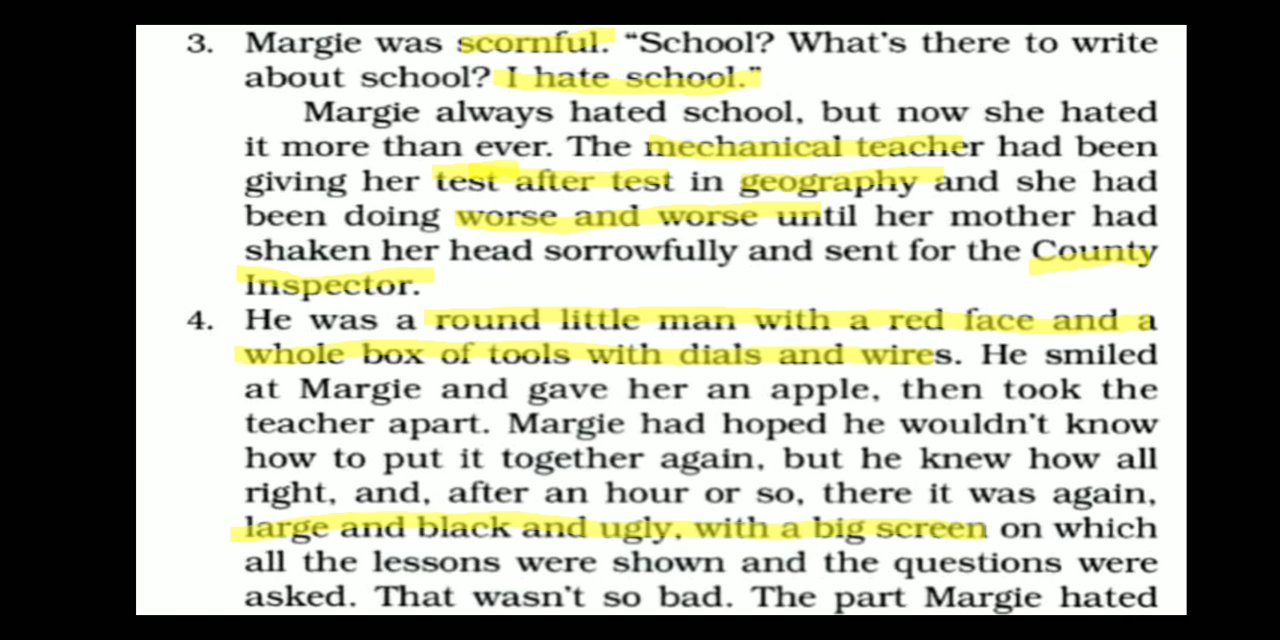 3. Margie was scornful. “School? What’s there to write
about school? I hate school.”
Margie always hated school, but now she hated
it more than ever. The mechanical teacher had been
giving her test after test in geography and she had
been doing worse and worse until her mother had
shaken her head sorrowfully and sent for the County
Inspector.
4. He was a round little man with a red face and a
whole box of tools with dials and wires. He smiled
at Margie and gave her an apple, then took the
teacher apart. Margie had hoped he wouldn’t know
how to put it together again, but he knew how all
right, and, after an hour or so, there it was again,
large and black and ugly, with a big screen on which
all the lessons were shown and the questions were
asked. That wasn’t so bad. The part Margie hated